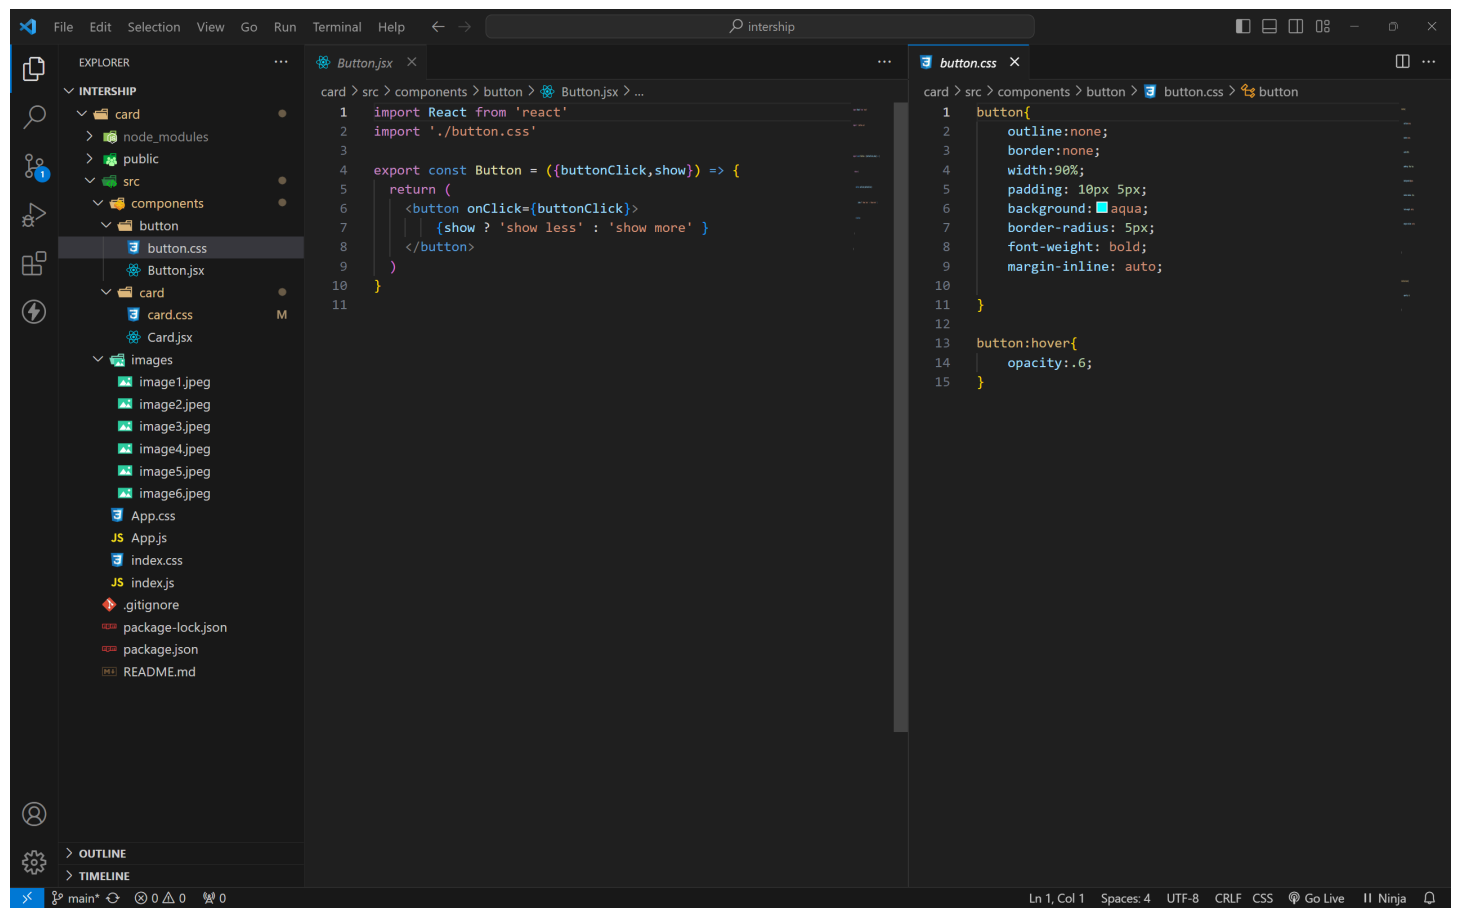 File Edit Selection View Go Run Terminal Help
intership
EXPLORER
INTERSHIP
card
node_modules
public
src
components
button
button.css
Button.jsx
card
card.css M
Card.jsx
images
image1.jpeg
image2.jpeg
image3.jpeg
image4.jpeg
image5.jpeg
image6.jpeg
App.css
App.js
index.css
index.js
.gitignore
package-lock.json
package.json
README.md
OUTLINE
TIMELINE
Button.jsx
card > src > components > button > Button.jsx > ...
1 import React from 'react'
2 import './button.css'
3
4 export const Button = ({buttonClick,show}) => {
5 return (
6 <button onClick={buttonClick}>
7 {show ? 'show less' : 'show more' }
8 </button>
9 )
10 }
11
button.css
card > src > components > button > button.css > button
1 button{
2 outline:none;
3 border:none;
4 width:90%;
5 padding: 10px 5px;
6 background: aqua;
7 border-radius: 5px;
8 font-weight: bold;
9 margin-inline: auto;
10
11 }
12
13 button:hover{
14 opacity:.6;
15 }
1
main* 0 0 0
Ln 1, Col 1 Spaces: 4 UTF-8 CRLF CSS Go Live Ninja